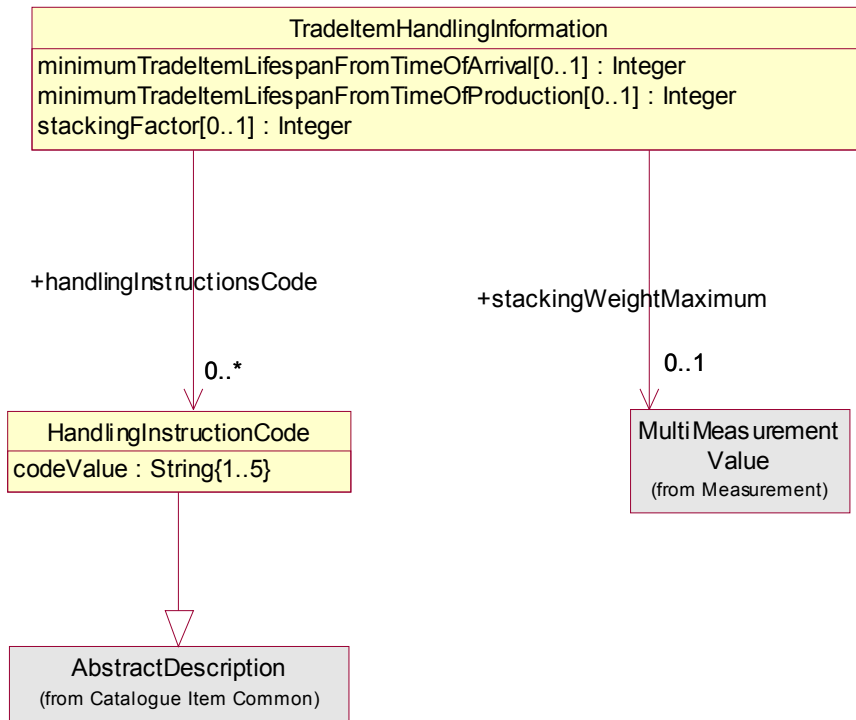 TradeItemHandlingInformation
minimumTradeItemLifespanFromTimeOfArrival[0..1] : Integer
minimumTradeItemLifespanFromTimeOfProduction[0..1] : Integer
stackingFactor[0..1] : Integer
+handlingInstructionsCode
+stackingWeightMaximum
0..*
0..1
HandlingInstructionCode
codeValue : String{1..5}
MultiMeasurement
Value
(from Measurement)
AbstractDescription
(from Catalogue Item Common)